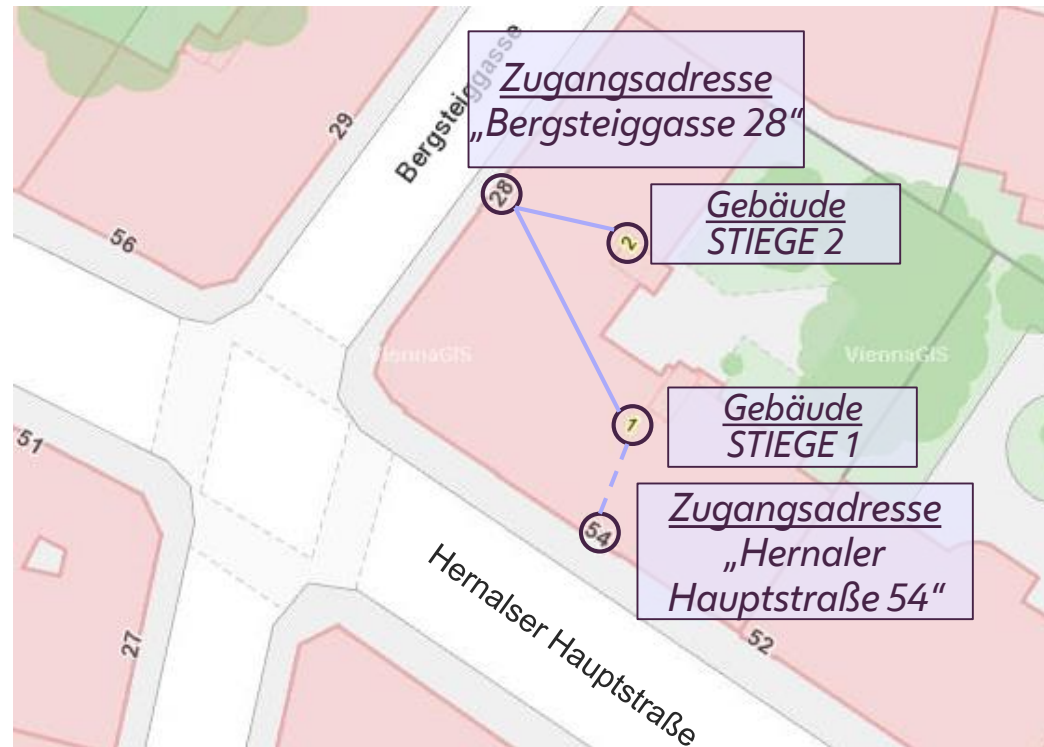 Zugangsadresse
„Bergsteiggasse 28“
Bergsteiggasse
29
28
56
Gebäude
STIEGE 2
2
ViennaGIS
ViennaGIS
Gebäude
STIEGE 1
1
51
54
Zugangsadresse
„Hernaler
Hauptstraße 54“
Hernalser Hauptstraße
52
27